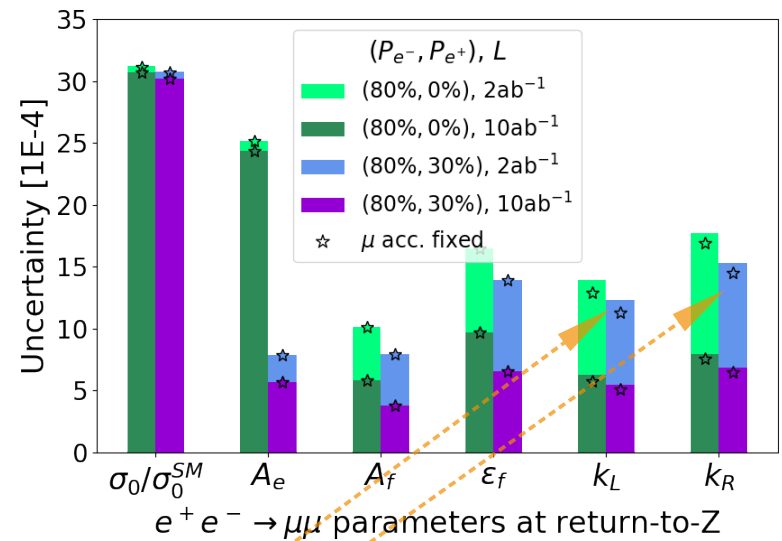 35
30
25
20
15
10
5
0
Uncertainty [1E-4]
(P_{e^-}, P_{e^+}), L
(80%, 0%), 2ab⁻¹
(80%, 0%), 10ab⁻¹
(80%, 30%), 2ab⁻¹
(80%, 30%), 10ab⁻¹
μ acc. fixed
σ₀/σ₀^{SM} A_e A_f ε_f k_L k_R
e⁺e⁻ → μμ parameters at return-to-Z